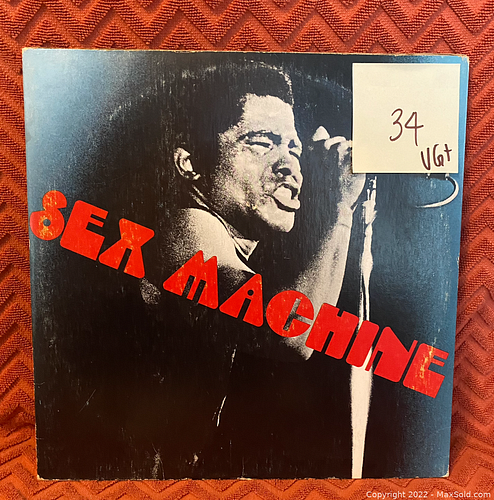 34
VG+
SEX MACHINE
Copyright © 2022 - MaxSold.com